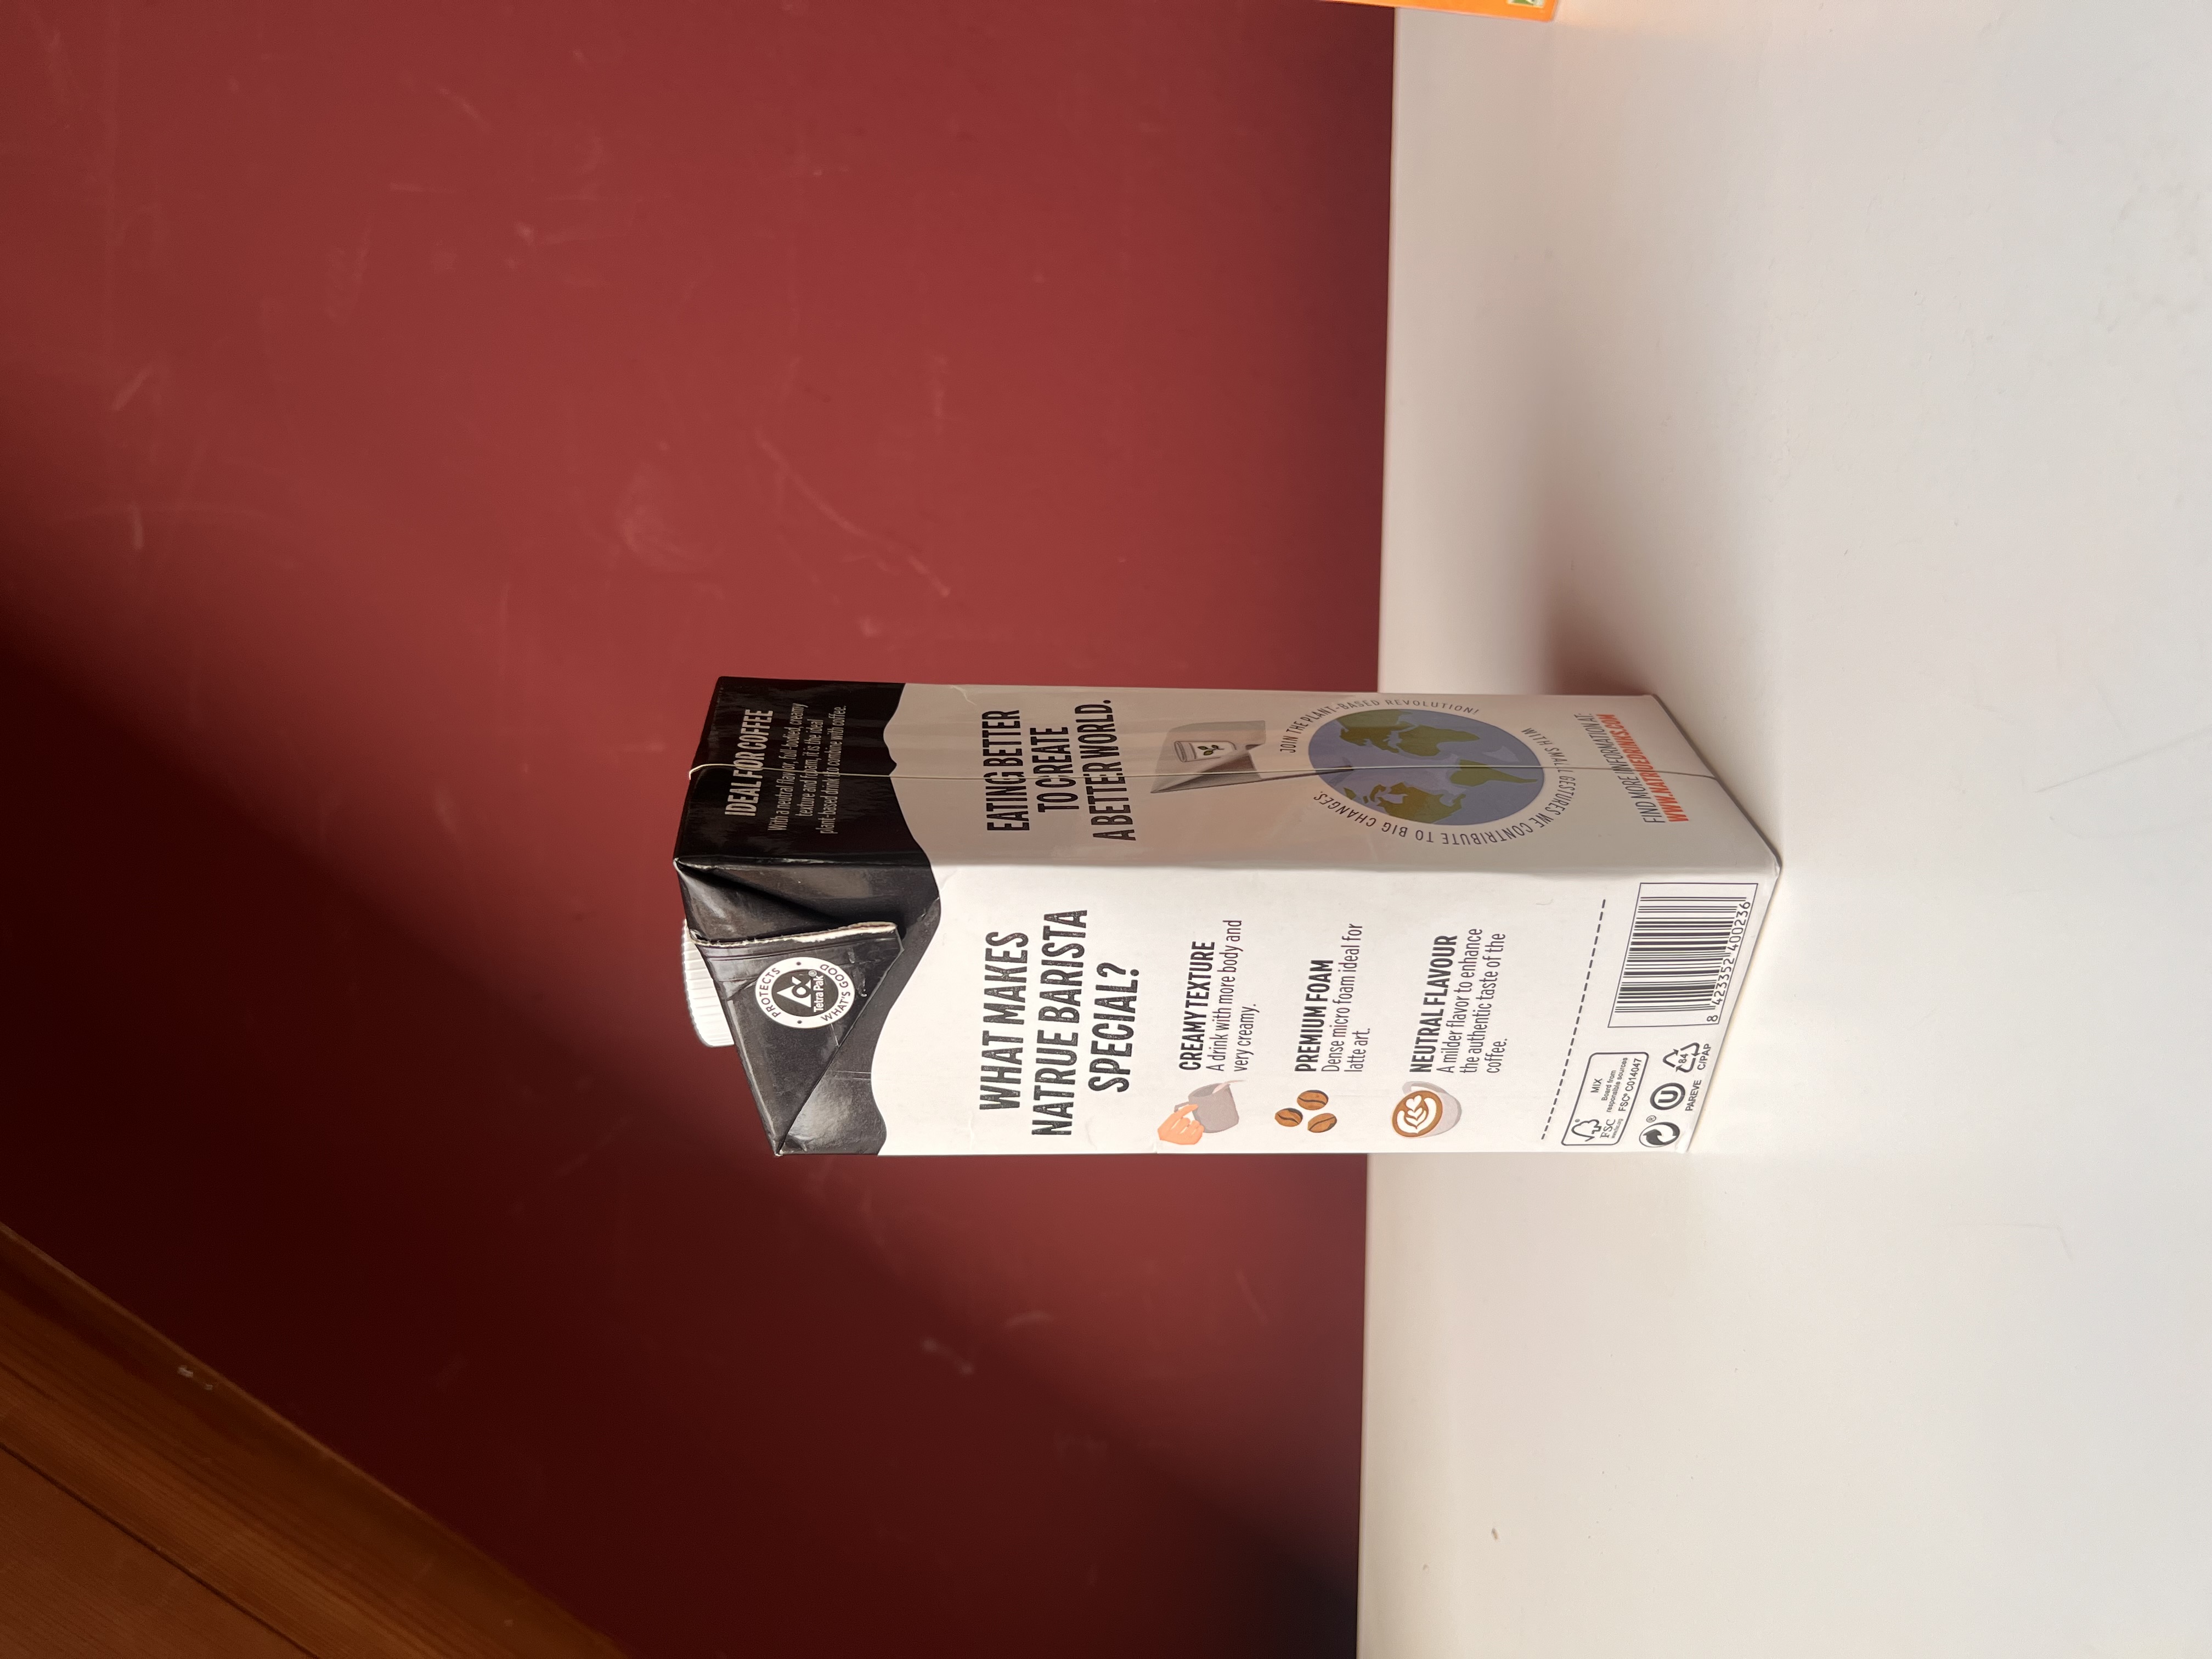 PROTECTS
Tetra Pak®
WHAT'S GOOD
WHAT MAKES
NATRUE BARISTA
SPECIAL?
CREAMY TEXTURE
A drink with more body and
very creamy.
PREMIUM FOAM
Dense micro foam ideal for
latte art.
NEUTRAL FLAVOUR
A milder flavor to enhance
the authentic taste of the
coffee.
FSC®
www.fsc.org
MIX
Board from
responsible sources
FSC® C014047
®
U
PAREVE
84
C/PAP
8 423352 400236
IDEAL FOR COFFEE
With a neutral flavor, full-bodied, creamy
texture and foam, it is the ideal
plant-based drink to combine with coffee.
EATING BETTER
TO CREATE
A BETTER WORLD.
JOIN THE PLANT-BASED REVOLUTION!
WITH SMALL GESTURES WE CONTRIBUTE TO BIG CHANGES.
FIND MORE INFORMATION AT:
WWW.NATRUEDRINKS.COM